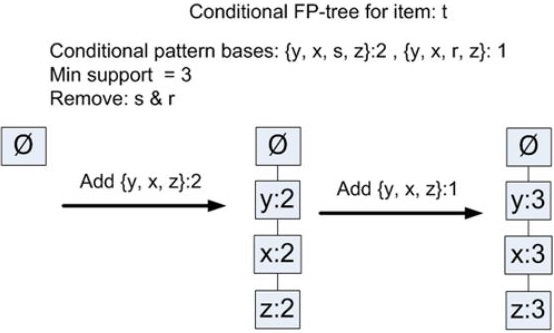 Conditional FP-tree for item: t
Conditional pattern bases: {y, x, s, z}:2 , {y, x, r, z}: 1
Min support = 3
Remove: s & r
Ø
Add {y, x, z}:2
Ø
y:2
x:2
z:2
Add {y, x, z}:1
Ø
y:3
x:3
z:3